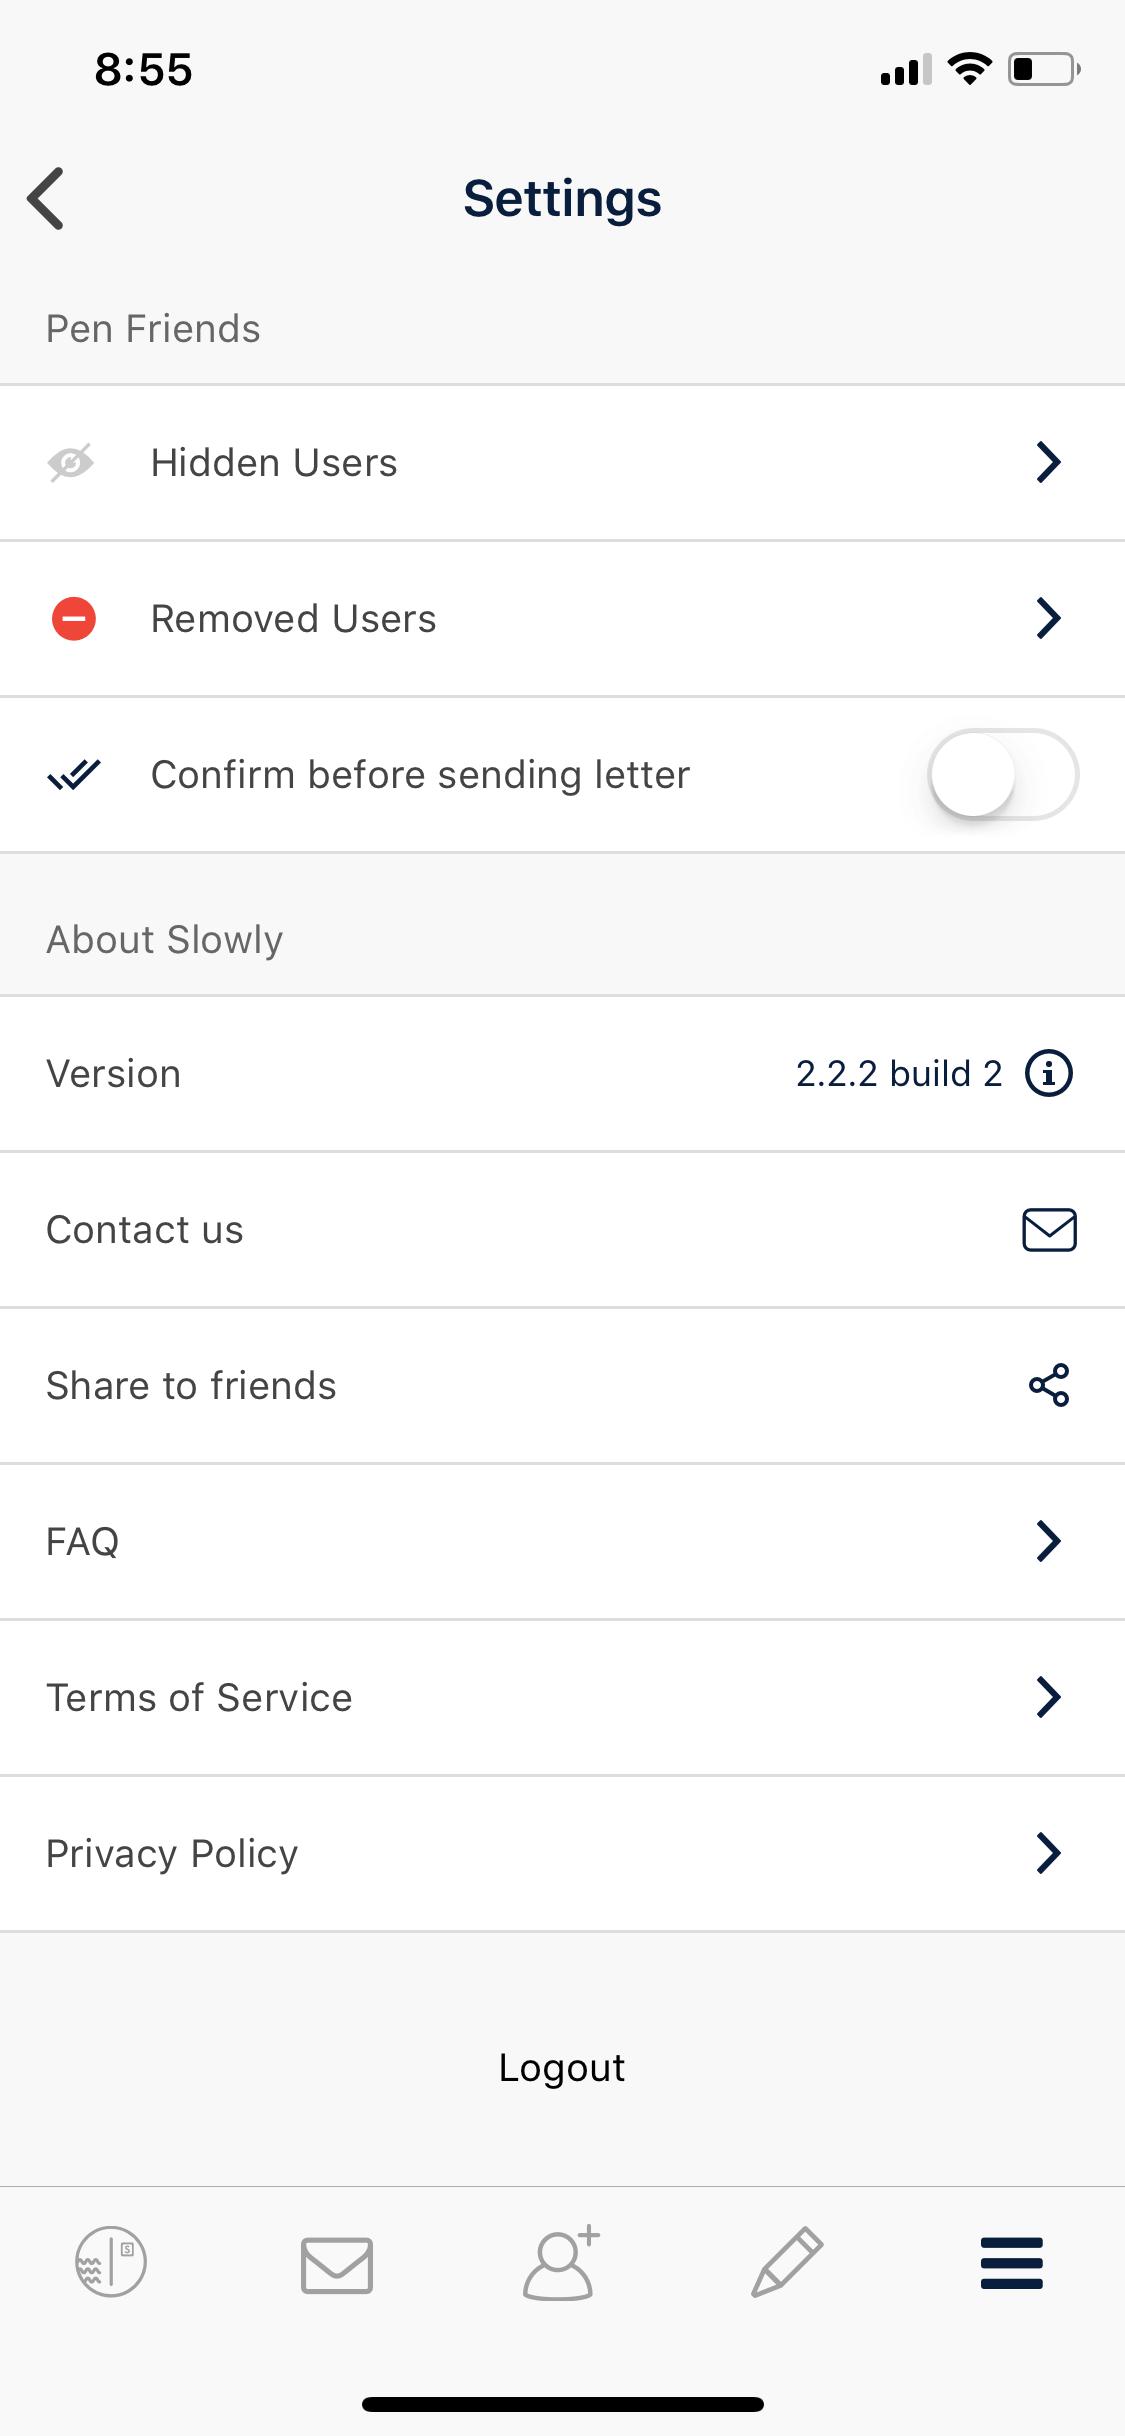 8:55
Settings
Pen Friends
Hidden Users
Removed Users
Confirm before sending letter
About Slowly
Version 2.2.2 build 2
Contact us
Share to friends
FAQ
Terms of Service
Privacy Policy
Logout
S